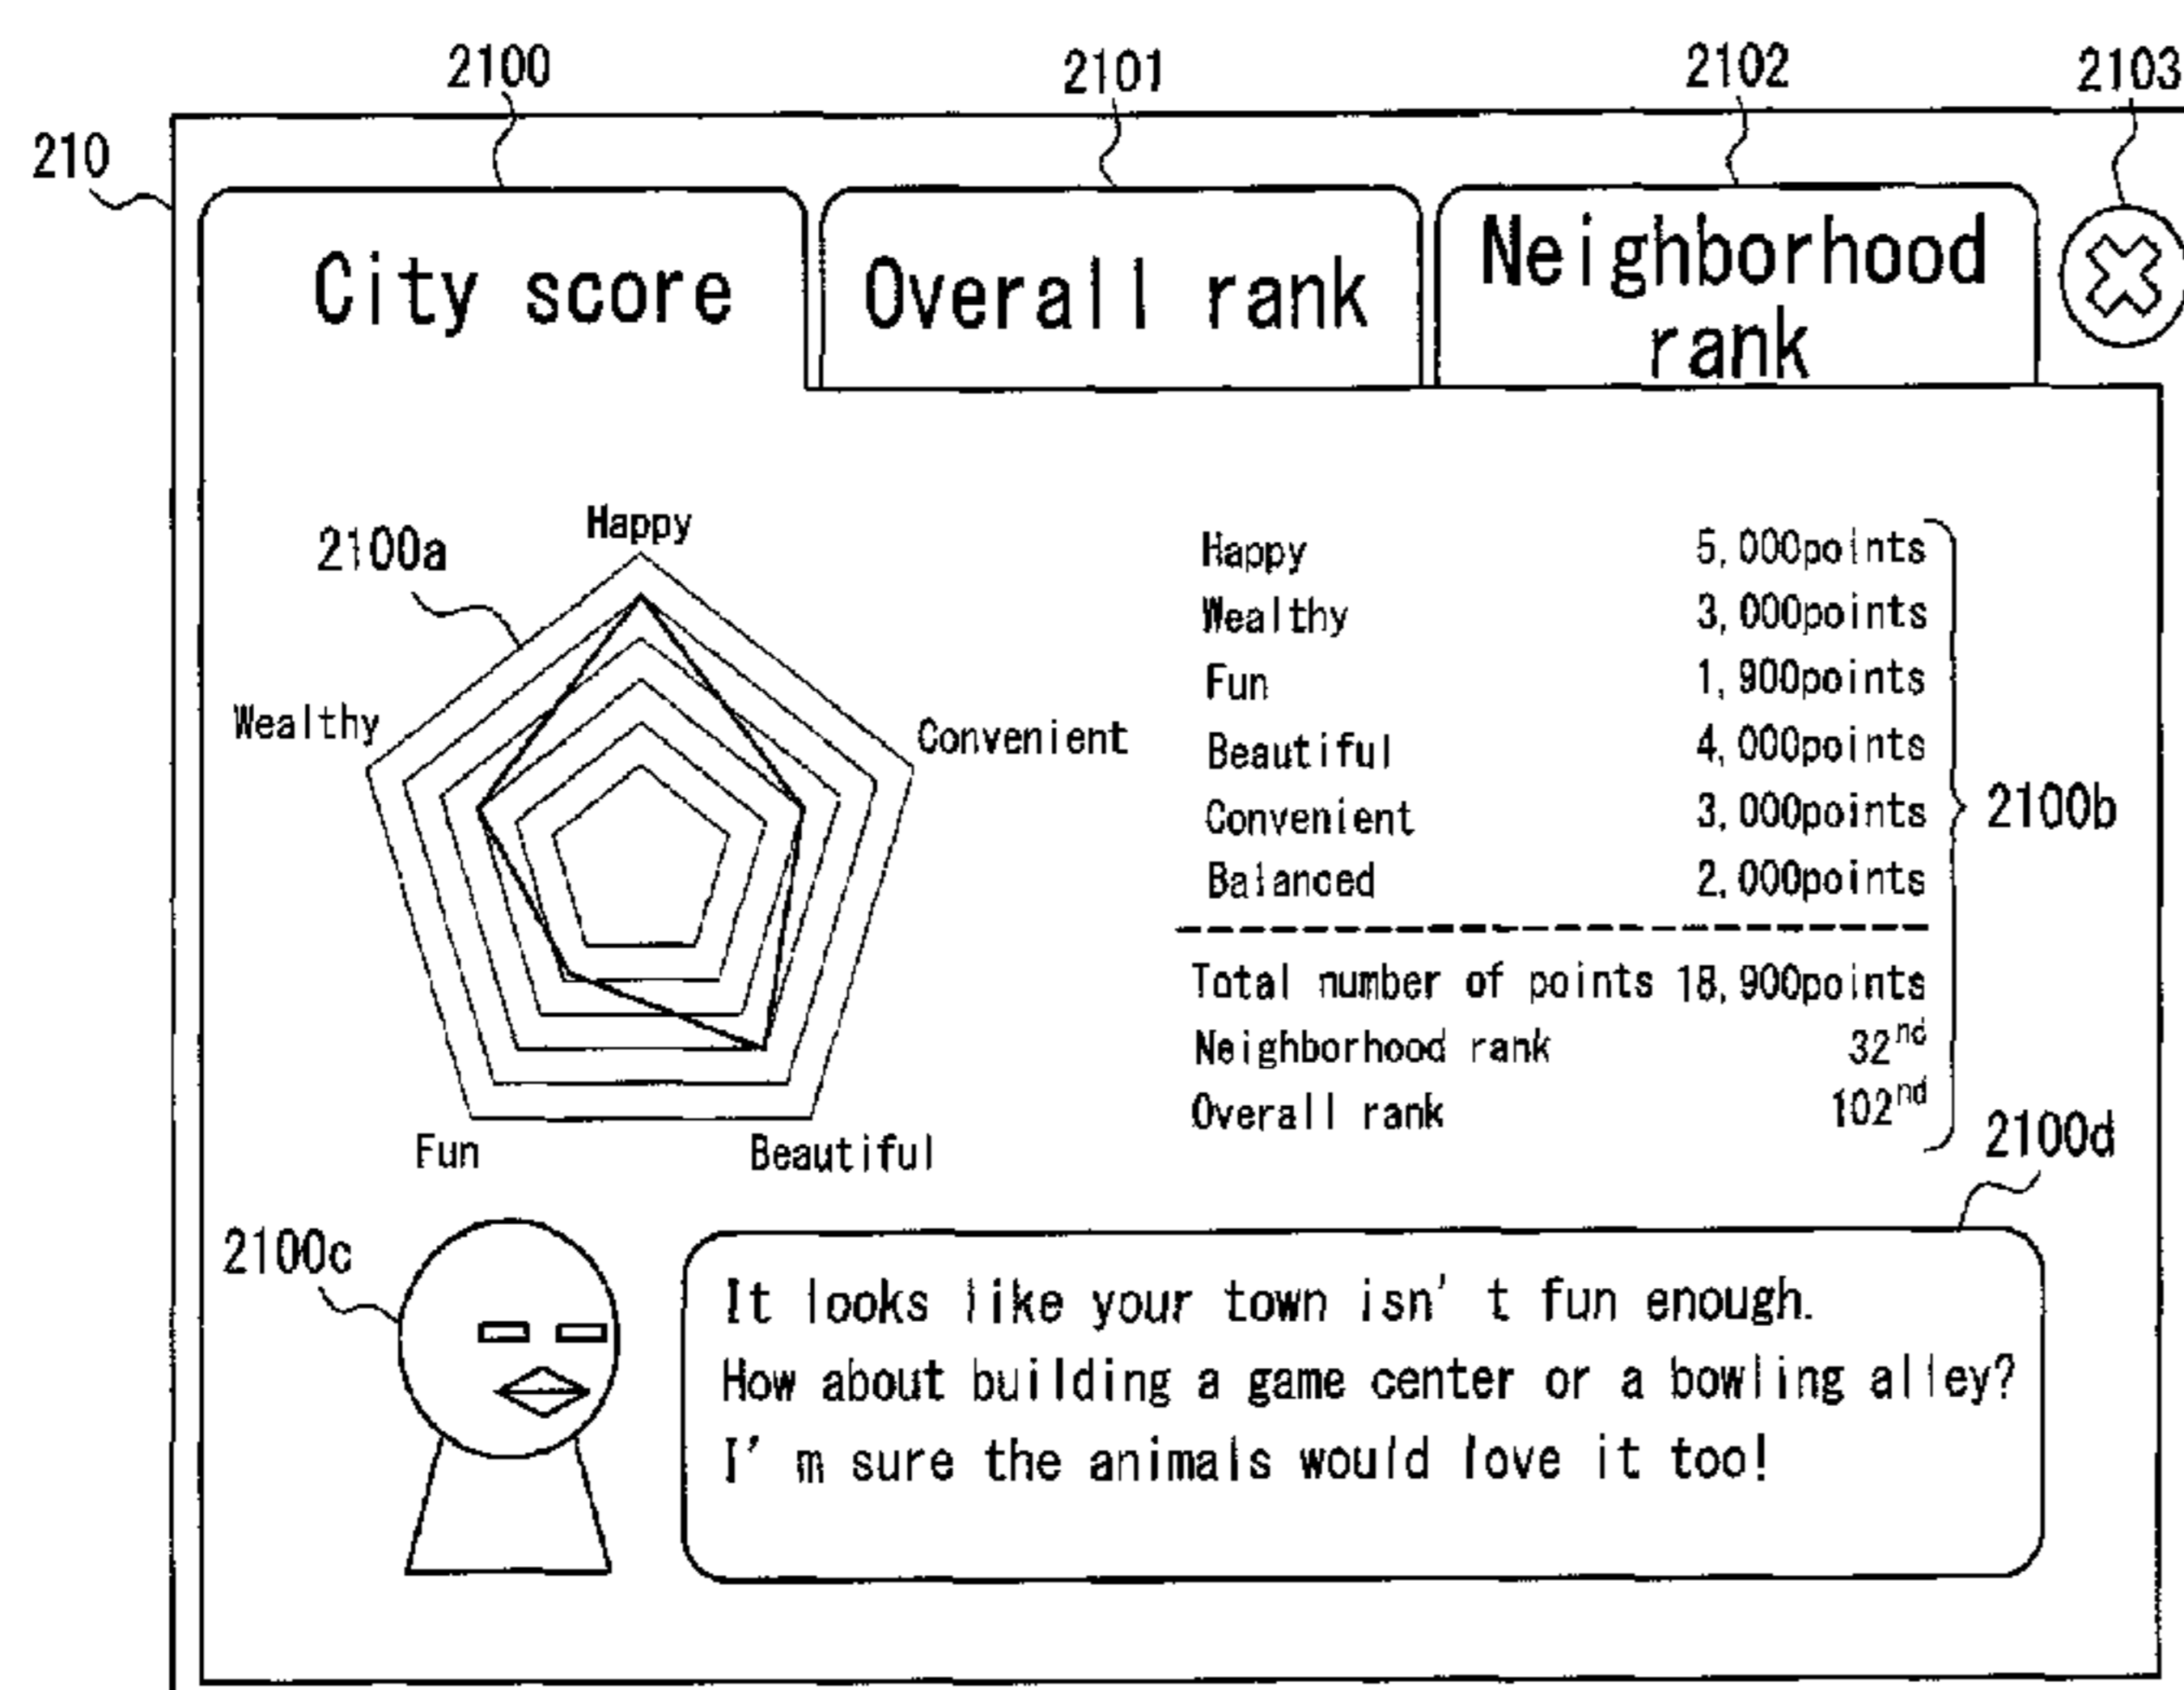 2100
2101
2102
2103
210
City score
Overall rank
Neighborhood
rank
2100a
Happy
Wealthy
Convenient
Fun
Beautiful
Happy 5,000points
Wealthy 3,000points
Fun 1,900points
Beautiful 4,000points
Convenient 3,000points
Balanced 2,000points
2100b
Total number of points 18,900points
Neighborhood rank 32nd
Overall rank 102nd
2100d
2100c
It looks like your town isn't fun enough.
How about building a game center or a bowling alley?
I'm sure the animals would love it too!